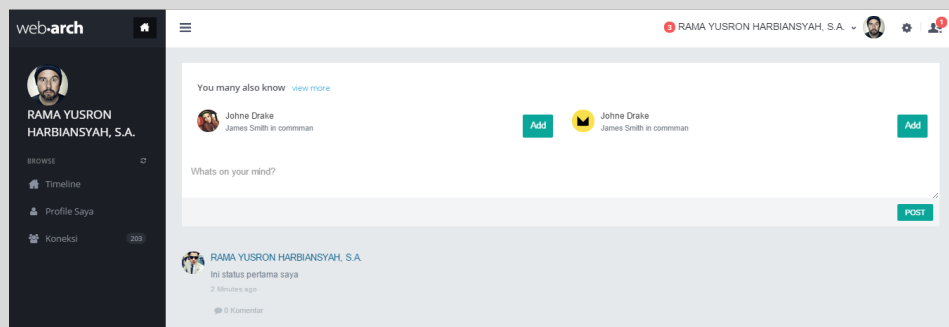 web-arch
3 RAMA YUSRON HARBIANSYAH, S.A.
1
RAMA YUSRON
HARBIANSYAH, S.A.
BROWSE
Timeline
Profile Saya
Koneksi 203
You many also know view more
Johne Drake
James Smith in commman
Add
Johne Drake
James Smith in commman
Add
Whats on your mind?
POST
RAMA YUSRON HARBIANSYAH, S.A.
Ini status pertama saya
2 Minutes ago
0 Komentar